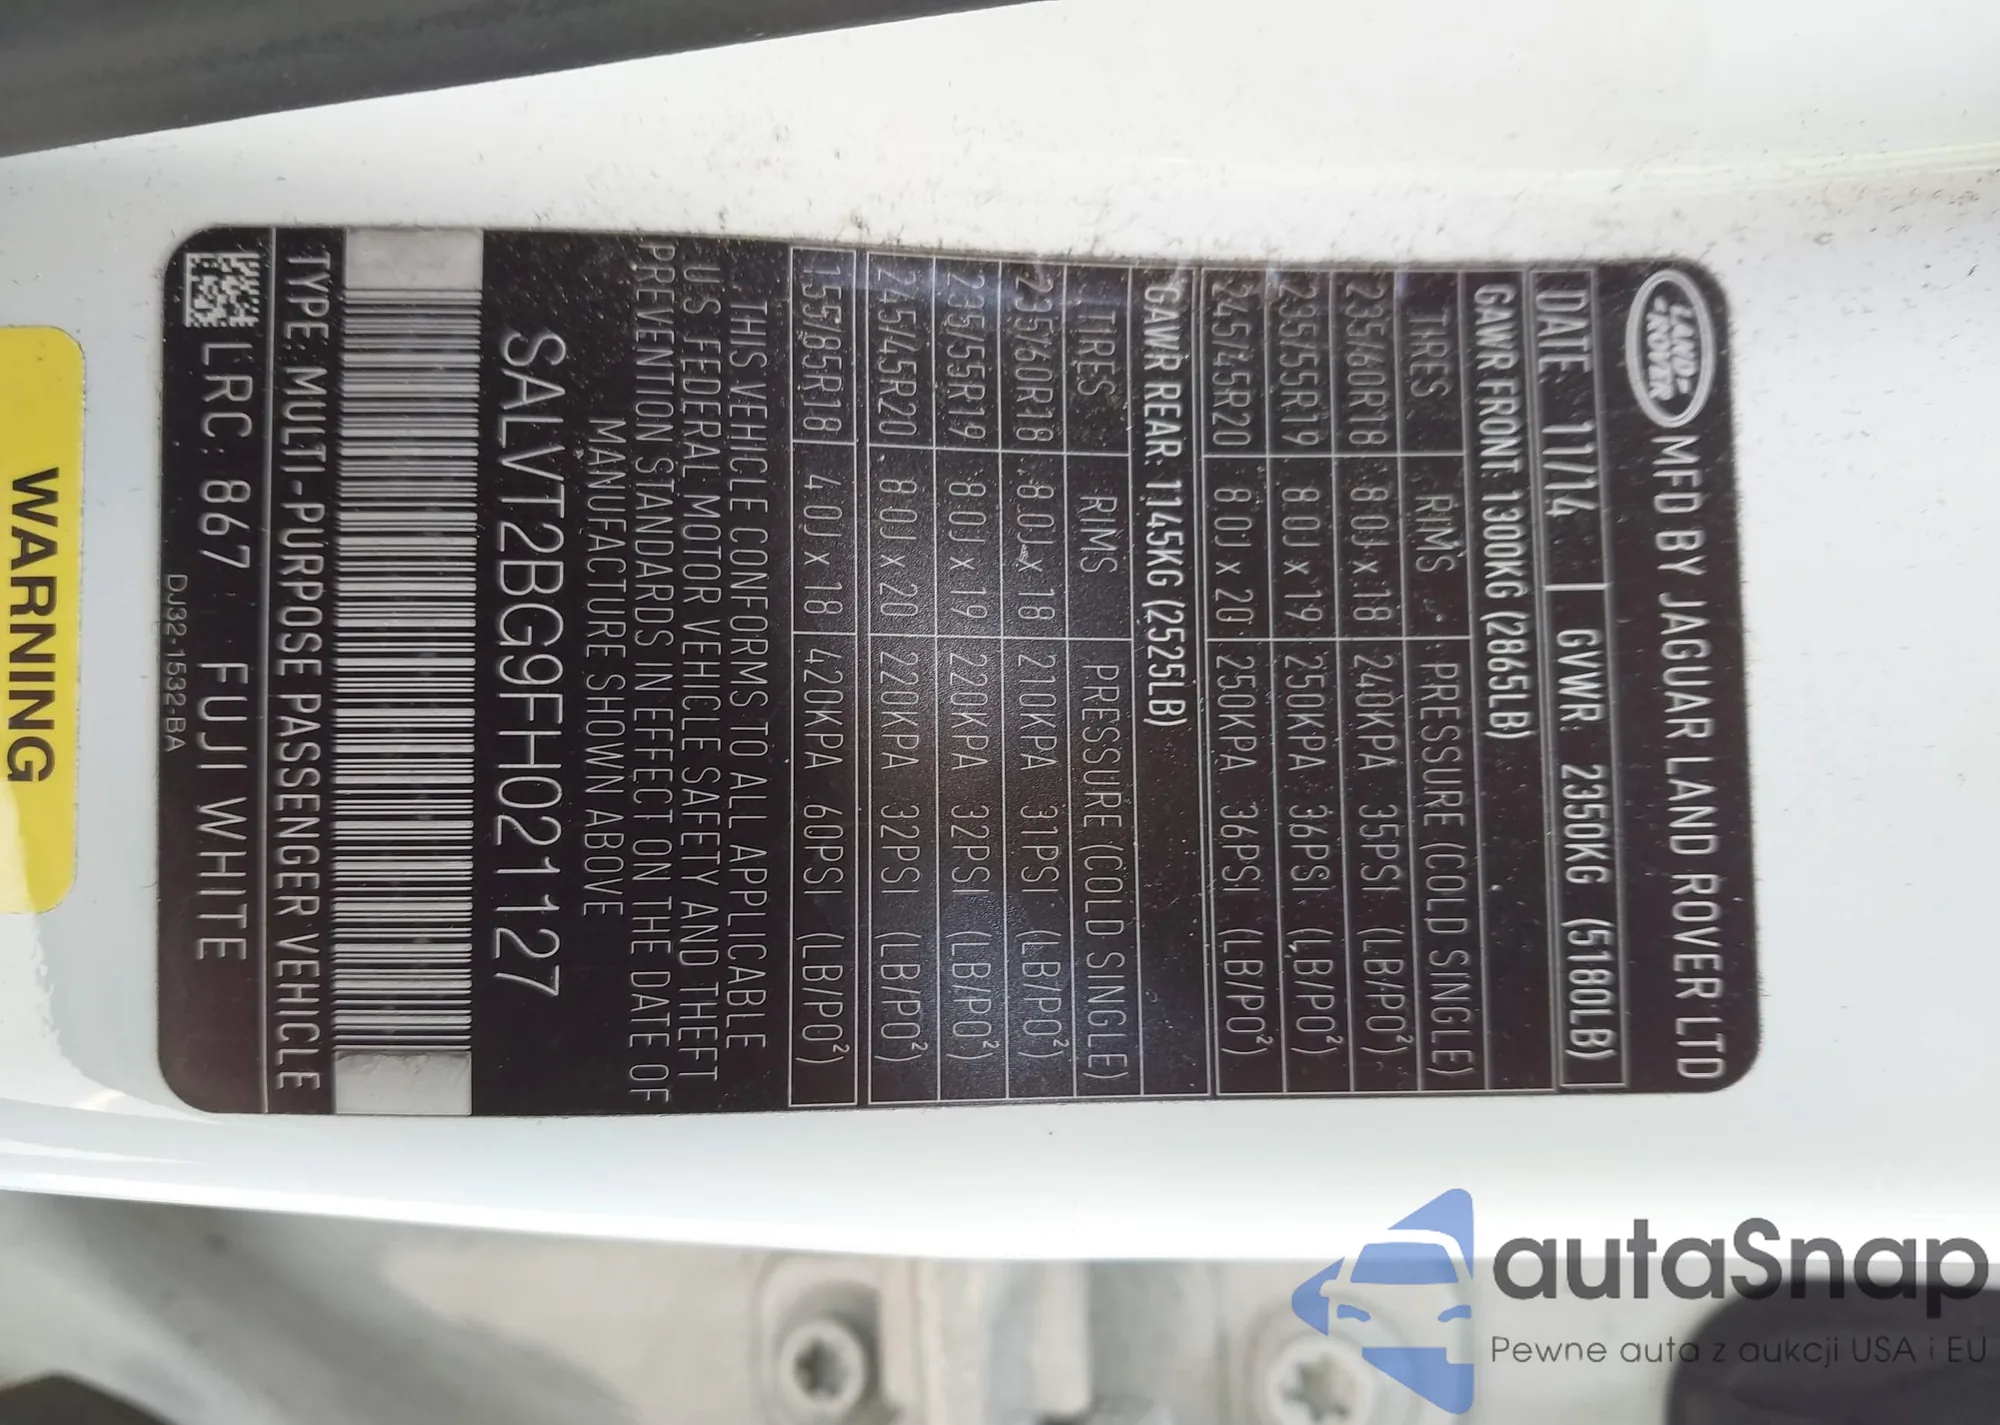 LAND ROVER MFD BY JAGUAR LAND ROVER LTD
DATE: 11/14 GVWR: 2350KG (5180LB)
GAWR FRONT: 1300KG (2865LB)
TIRES RIMS PRESSURE (COLD SINGLE)
235/60R18 8.0J x 18 240KPA 35PSI (LB/PO²)
235/55R19 8.0J x 19 250KPA 36PSI (LB/PO²)
245/45R20 8.0J x 20 250KPA 36PSI (LB/PO²)
GAWR REAR: 1145KG (2525LB)
TIRES RIMS PRESSURE (COLD SINGLE)
235/60R18 8.0J x 18 210KPA 31PSI (LB/PO²)
235/55R19 8.0J x 19 220KPA 32PSI (LB/PO²)
245/45R20 8.0J x 20 220KPA 32PSI (LB/PO²)
155/85R18 4.0J x 18 420KPA 60PSI (LB/PO²)
THIS VEHICLE CONFORMS TO ALL APPLICABLE
U.S FEDERAL MOTOR VEHICLE SAFETY AND THEFT
PREVENTION STANDARDS IN EFFECT ON THE DATE OF
MANUFACTURE SHOWN ABOVE
SALVT2BG9FH021127
TYPE: MULTI-PURPOSE PASSENGER VEHICLE
LRC: 867 FUJI WHITE
DJ32-1532-BA
WARNING
autaSnap
Pewne auta z aukcji USA i EU